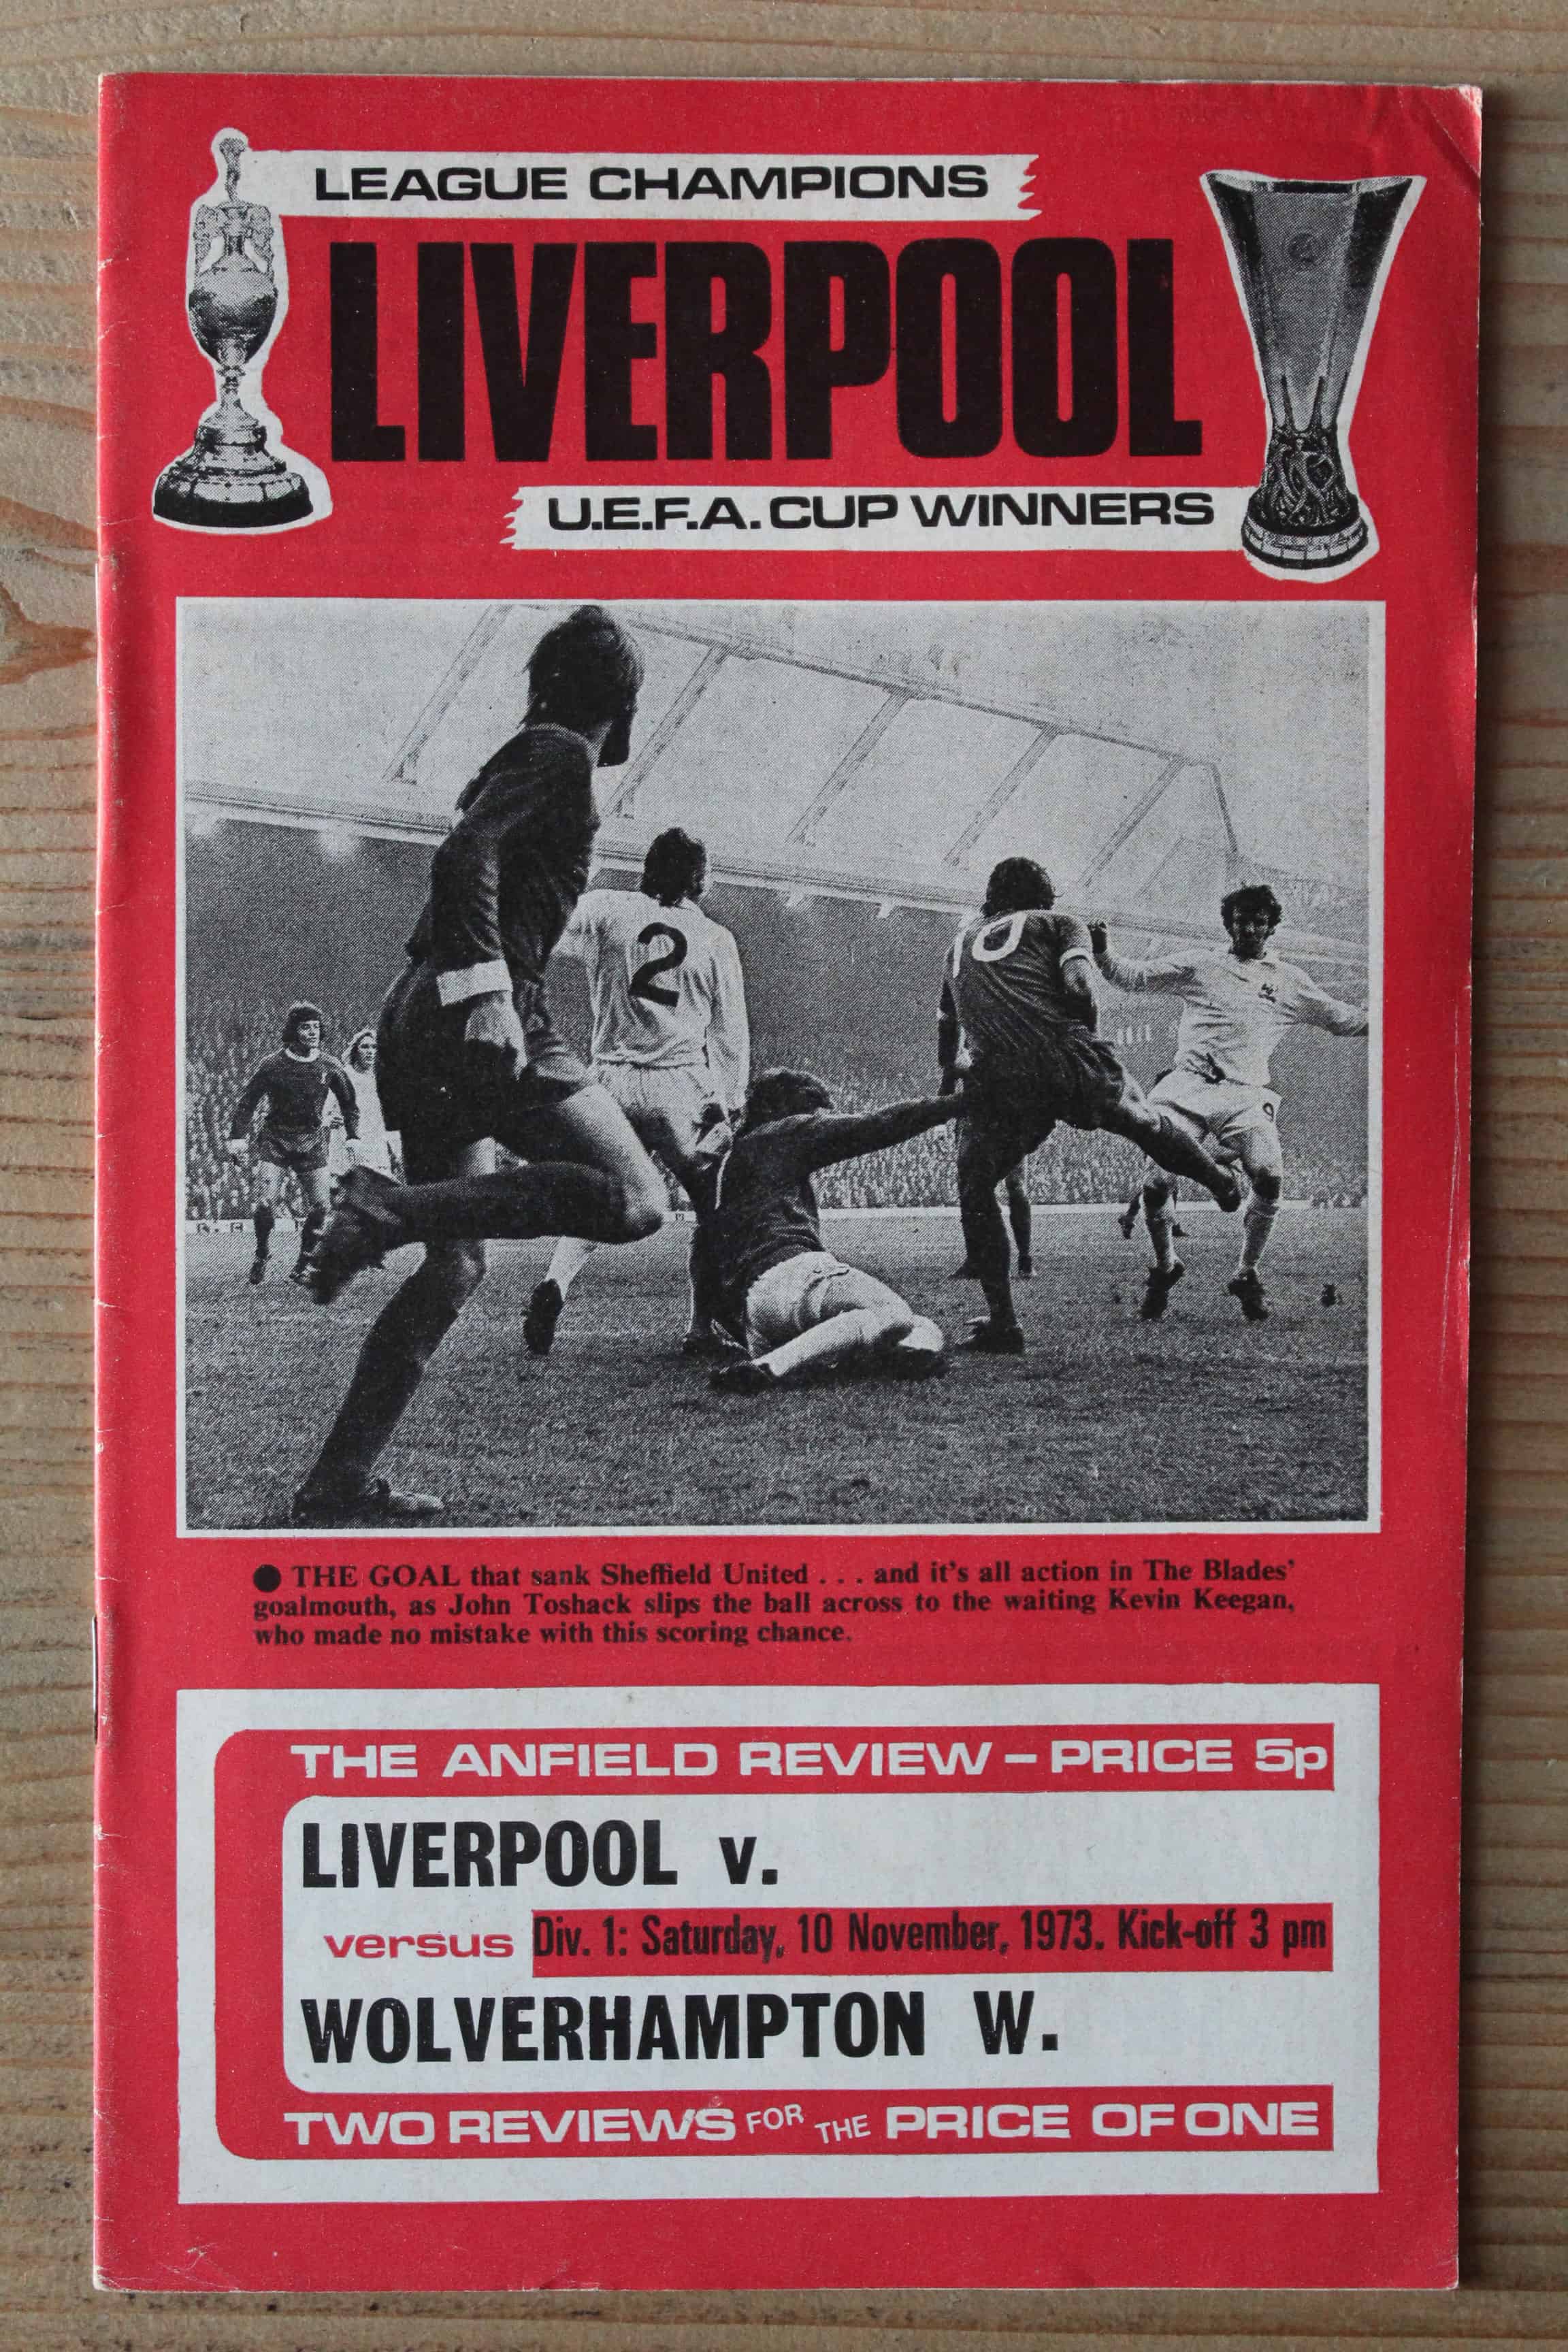 LEAGUE CHAMPIONS
LIVERPOOL
U.E.F.A. CUP WINNERS
2
10
9
● THE GOAL that sank Sheffield United . . . and it's all action in The Blades'
goalmouth, as John Toshack slips the ball across to the waiting Kevin Keegan,
who made no mistake with this scoring chance.
THE ANFIELD REVIEW – PRICE 5p
LIVERPOOL v.
versus Div. 1: Saturday, 10 November, 1973. Kick-off 3 pm
WOLVERHAMPTON W.
TWO REVIEWS FOR THE PRICE OF ONE